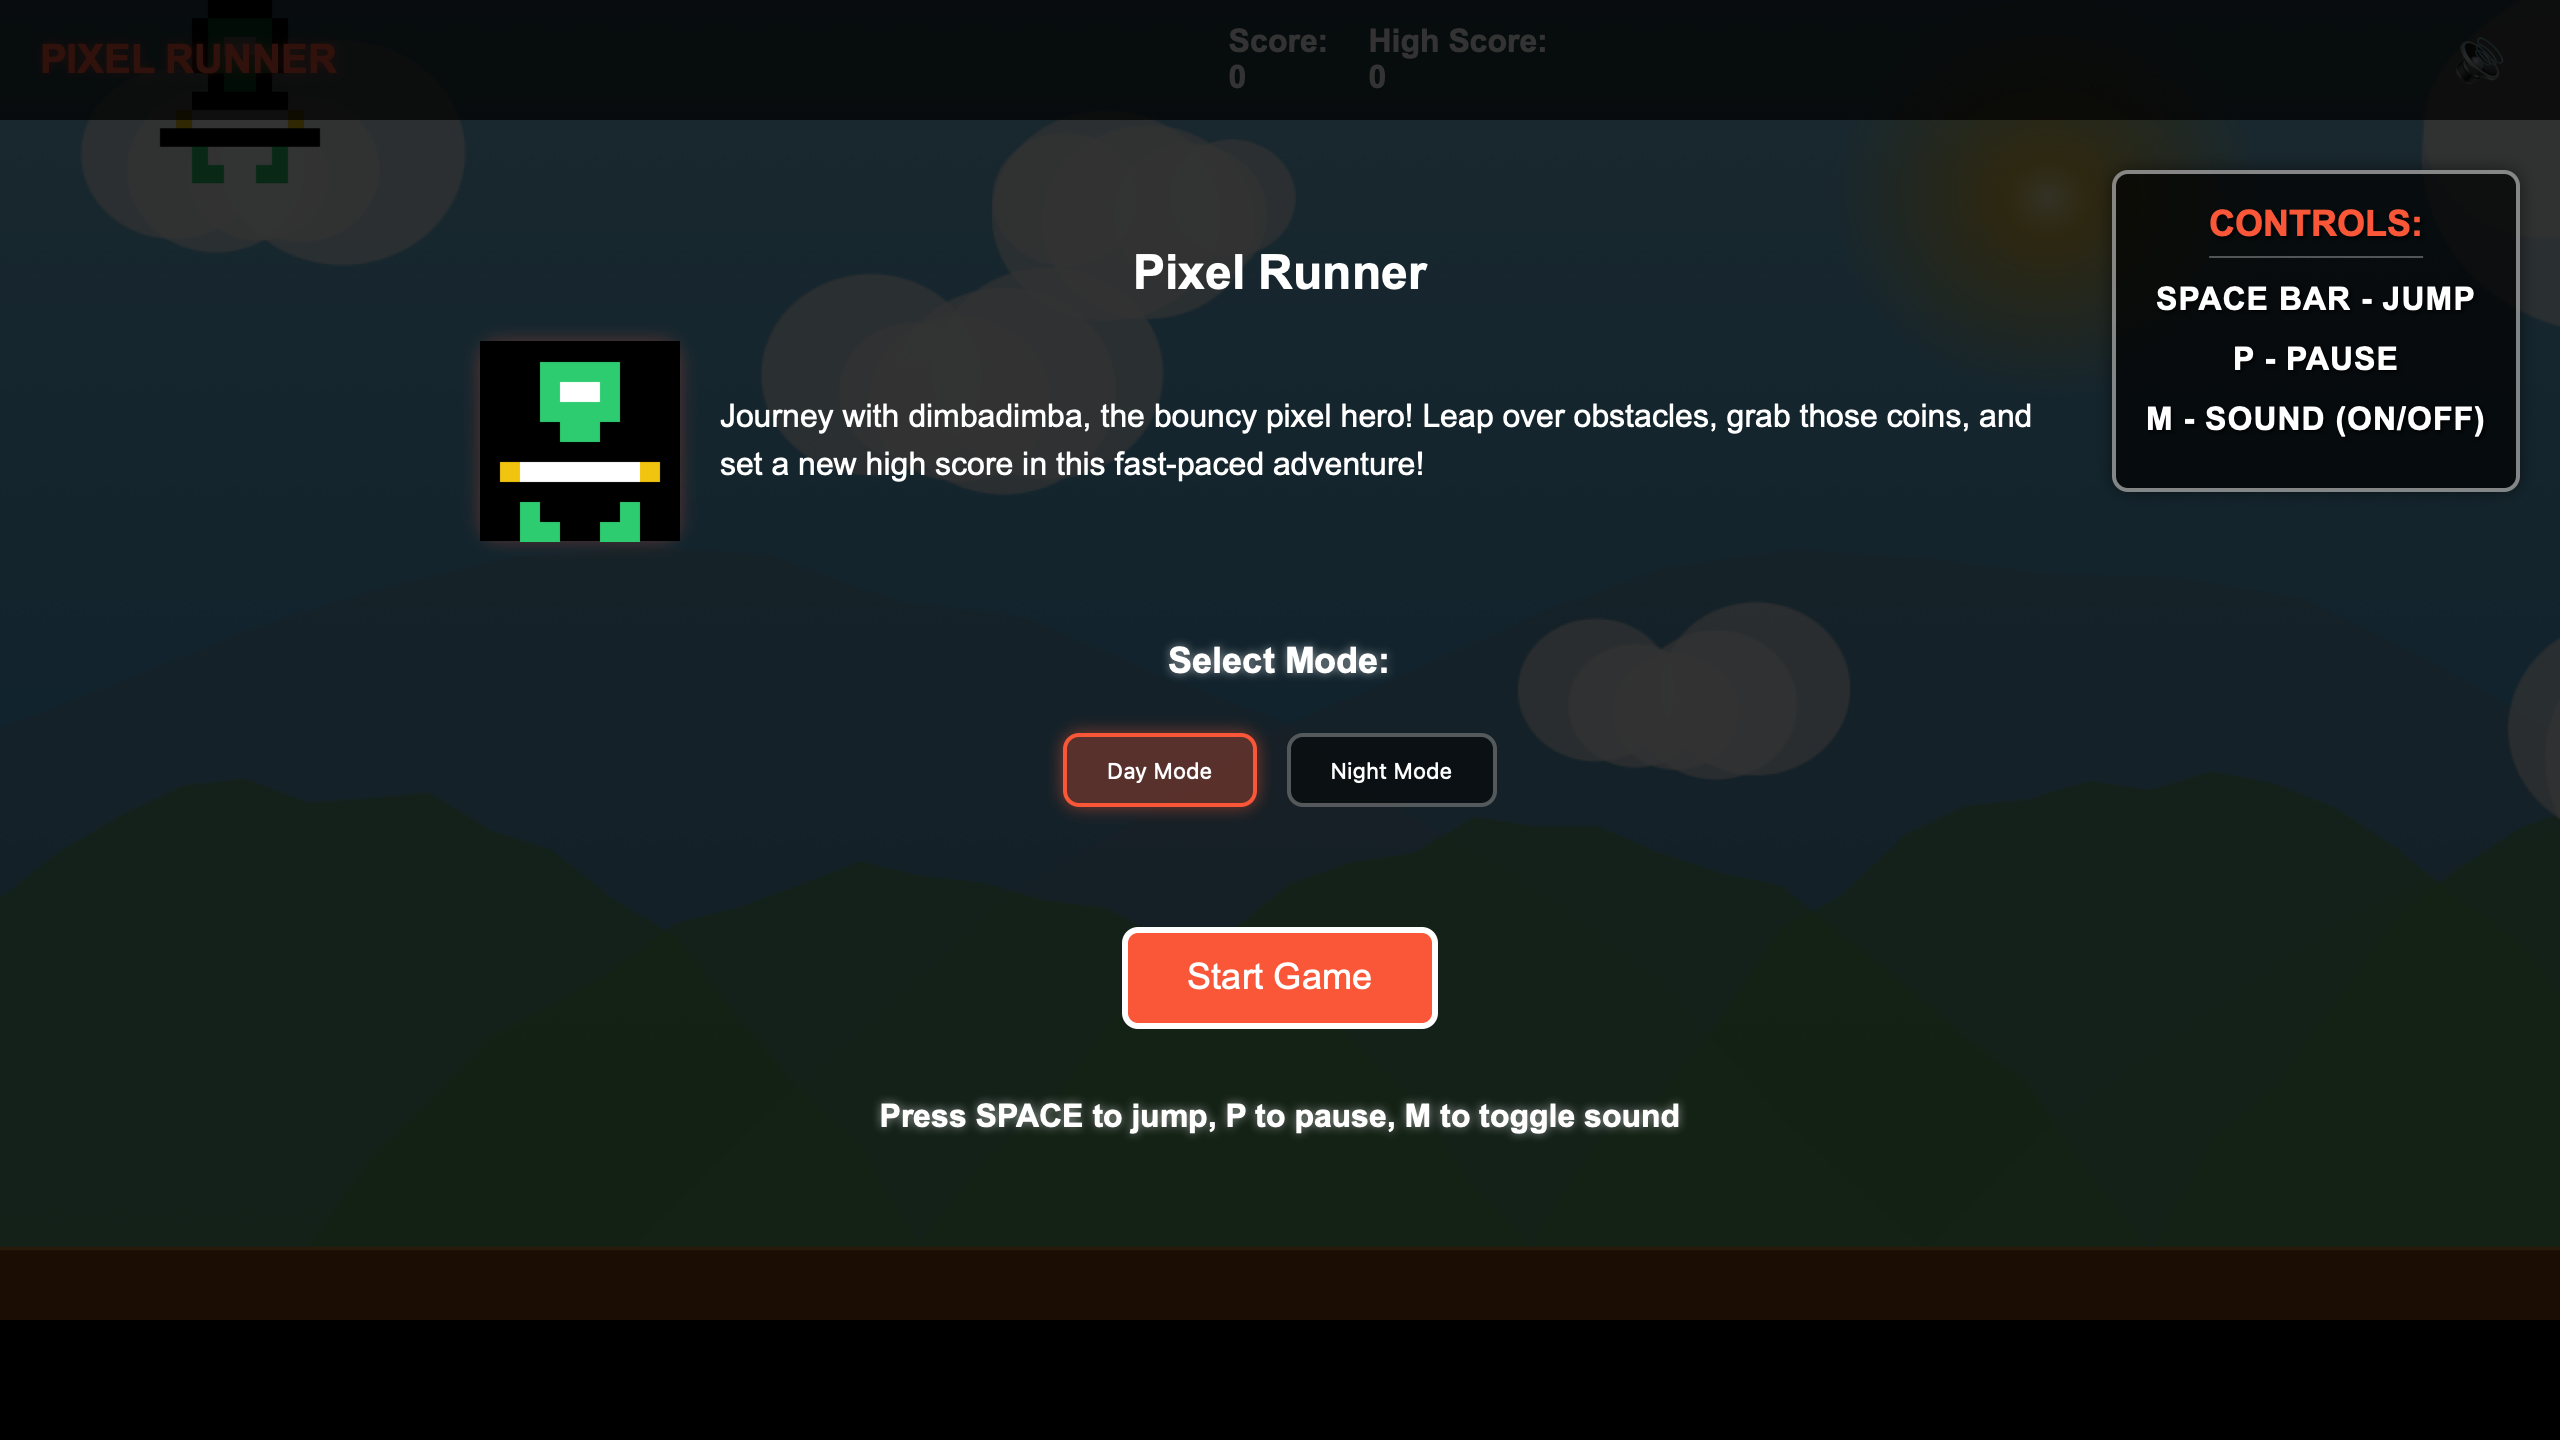 PIXEL RUNNER
Score:
0
High Score:
0
CONTROLS:
SPACE BAR - JUMP
P - PAUSE
M - SOUND (ON/OFF)
Pixel Runner
Journey with dimbadimba, the bouncy pixel hero! Leap over obstacles, grab those coins, and
set a new high score in this fast-paced adventure!
Select Mode:
Day Mode
Night Mode
Start Game
Press SPACE to jump, P to pause, M to toggle sound